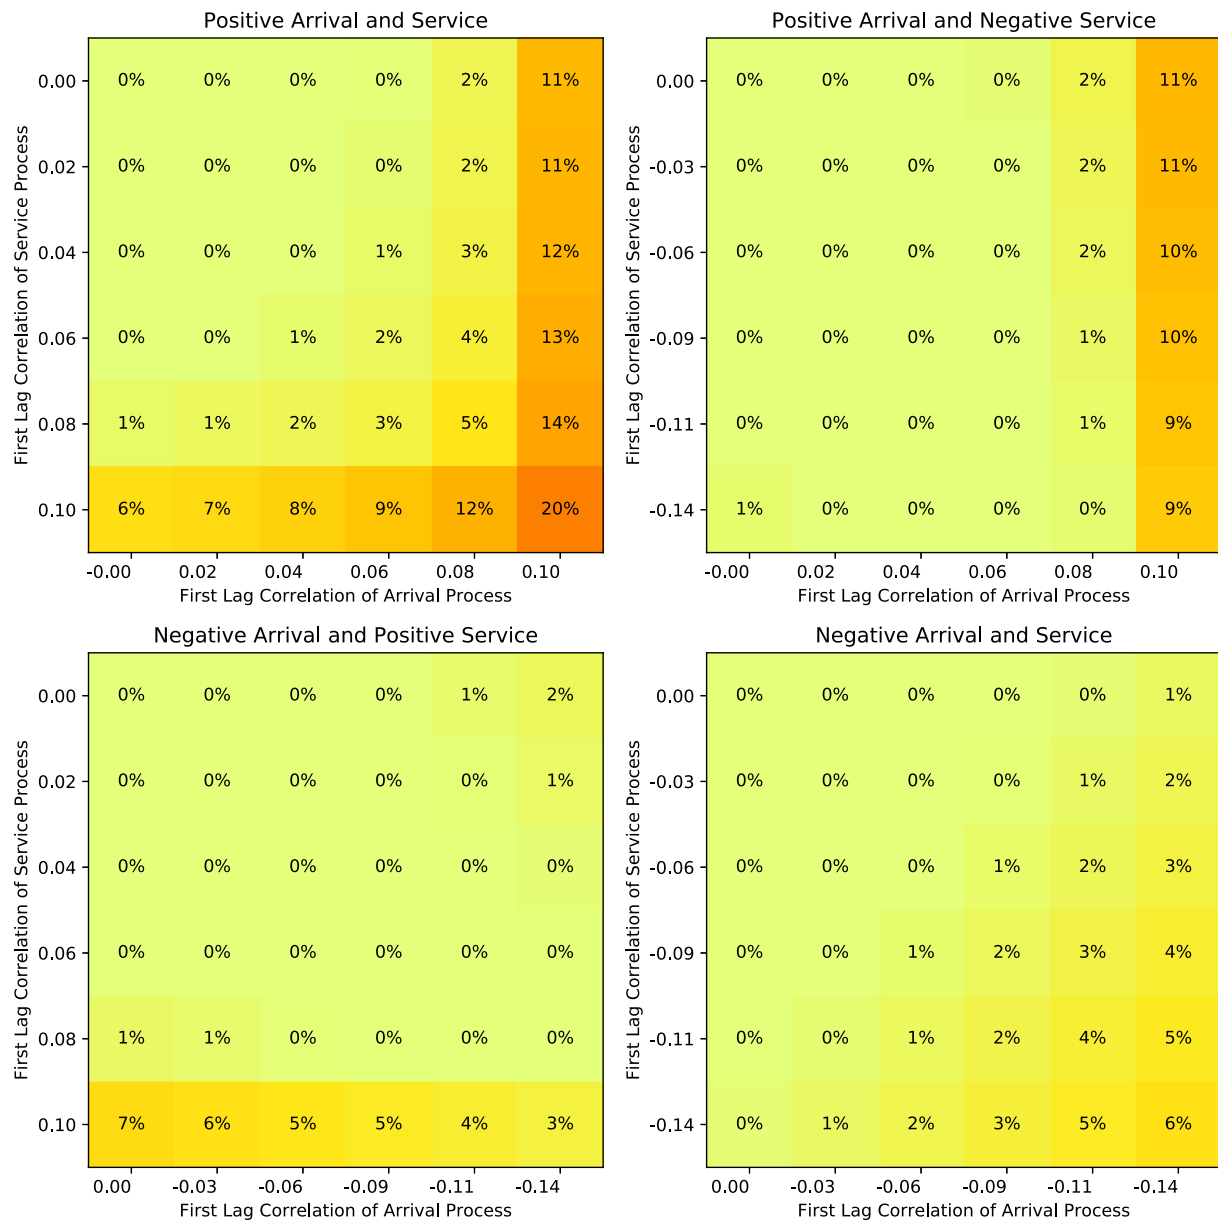 Positive Arrival and Service
First Lag Correlation of Service Process
0.00 0% 0% 0% 0% 2% 11%
0.02 0% 0% 0% 0% 2% 11%
0.04 0% 0% 0% 1% 3% 12%
0.06 0% 0% 1% 2% 4% 13%
0.08 1% 1% 2% 3% 5% 14%
0.10 6% 7% 8% 9% 12% 20%
-0.00 0.02 0.04 0.06 0.08 0.10
First Lag Correlation of Arrival Process
Positive Arrival and Negative Service
First Lag Correlation of Service Process
0.00 0% 0% 0% 0% 2% 11%
-0.03 0% 0% 0% 0% 2% 11%
-0.06 0% 0% 0% 0% 2% 10%
-0.09 0% 0% 0% 0% 1% 10%
-0.11 0% 0% 0% 0% 1% 9%
-0.14 1% 0% 0% 0% 0% 9%
-0.00 0.02 0.04 0.06 0.08 0.10
First Lag Correlation of Arrival Process
Negative Arrival and Positive Service
First Lag Correlation of Service Process
0.00 0% 0% 0% 0% 1% 2%
0.02 0% 0% 0% 0% 0% 1%
0.04 0% 0% 0% 0% 0% 0%
0.06 0% 0% 0% 0% 0% 0%
0.08 1% 1% 0% 0% 0% 0%
0.10 7% 6% 5% 5% 4% 3%
0.00 -0.03 -0.06 -0.09 -0.11 -0.14
First Lag Correlation of Arrival Process
Negative Arrival and Service
First Lag Correlation of Service Process
0.00 0% 0% 0% 0% 0% 1%
-0.03 0% 0% 0% 0% 1% 2%
-0.06 0% 0% 0% 1% 2% 3%
-0.09 0% 0% 1% 2% 3% 4%
-0.11 0% 0% 1% 2% 4% 5%
-0.14 0% 1% 2% 3% 5% 6%
0.00 -0.03 -0.06 -0.09 -0.11 -0.14
First Lag Correlation of Arrival Process